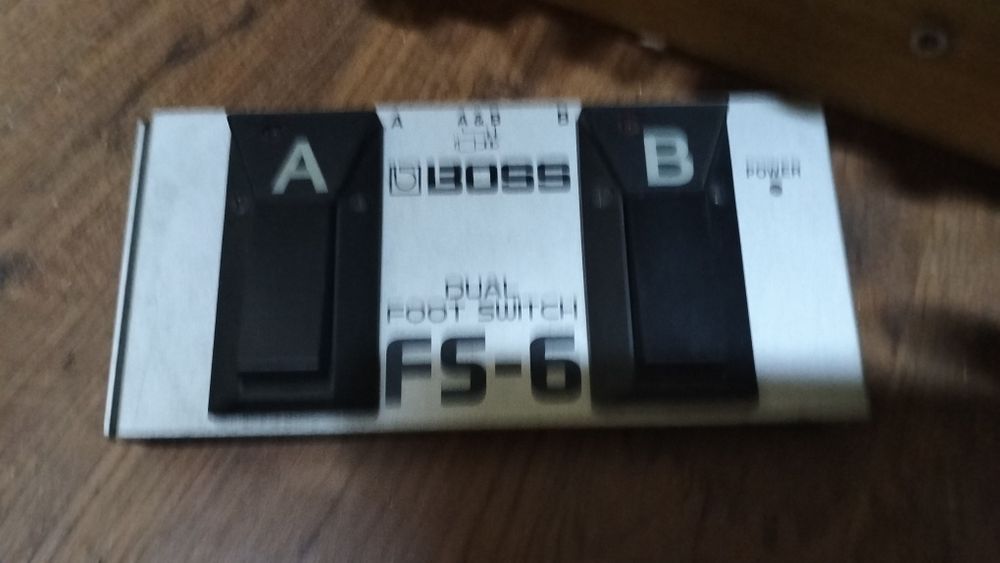 A A&B B
A
BOSS
B
POWER
DUAL
FOOT SWITCH
FS-6